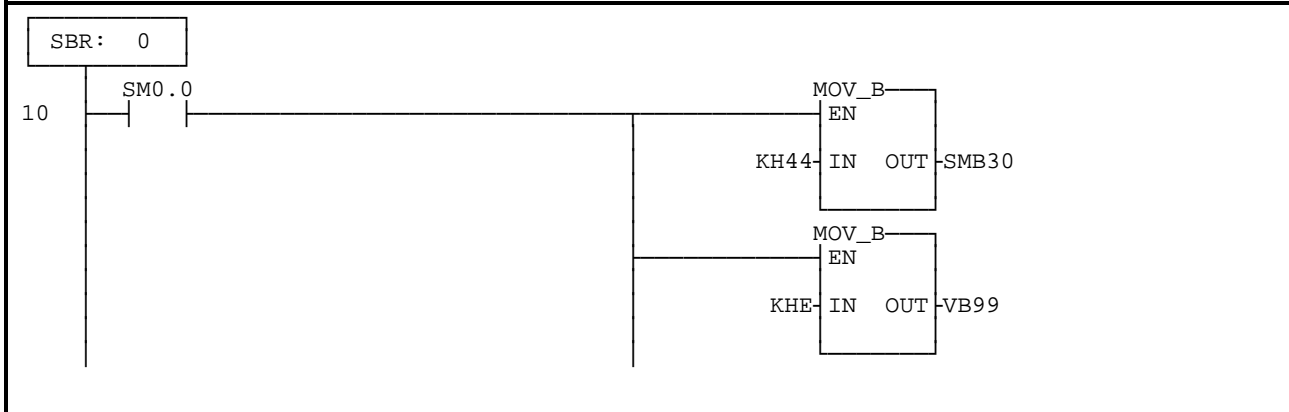 SBR: 0
SM0.0 MOV_B
10 EN
KH44 IN OUT SMB30
MOV_B
EN
KHE IN OUT VB99